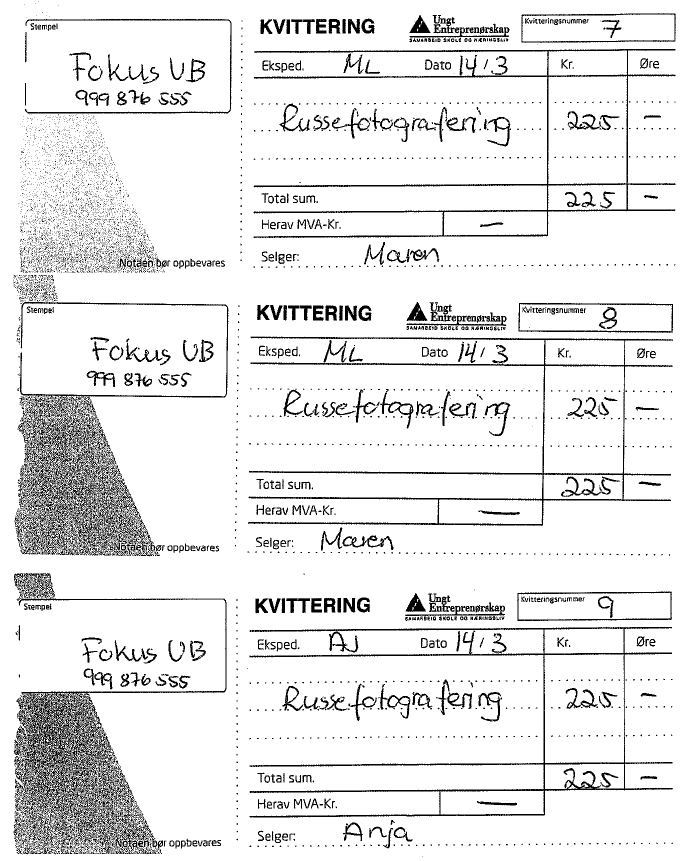 Stempel
Fokus UB
999 876 555
Notaen bør oppbevares
KVITTERING
Ungt
Entreprenørskap
SAMARBEID SKOLE OG NÆRINGSLIV
Kvitteringsnummer 7
Eksped. ML Dato 14/3 Kr. Øre
Russefotografering 225 —
Total sum. 225 —
Herav MVA-Kr. —
Selger: Maren
Stempel
Fokus UB
999 876 555
Notaen bør oppbevares
KVITTERING
Ungt
Entreprenørskap
SAMARBEID SKOLE OG NÆRINGSLIV
Kvitteringsnummer 8
Eksped. ML Dato 14/3 Kr. Øre
Russefotografering 225 —
Total sum. 225 —
Herav MVA-Kr. —
Selger: Maren
Stempel
Fokus UB
999 876 555
Notaen bør oppbevares
KVITTERING
Ungt
Entreprenørskap
SAMARBEID SKOLE OG NÆRINGSLIV
Kvitteringsnummer 9
Eksped. AJ Dato 14/3 Kr. Øre
Russefotografering 225 —
Total sum. 225 —
Herav MVA-Kr. —
Selger: Anja